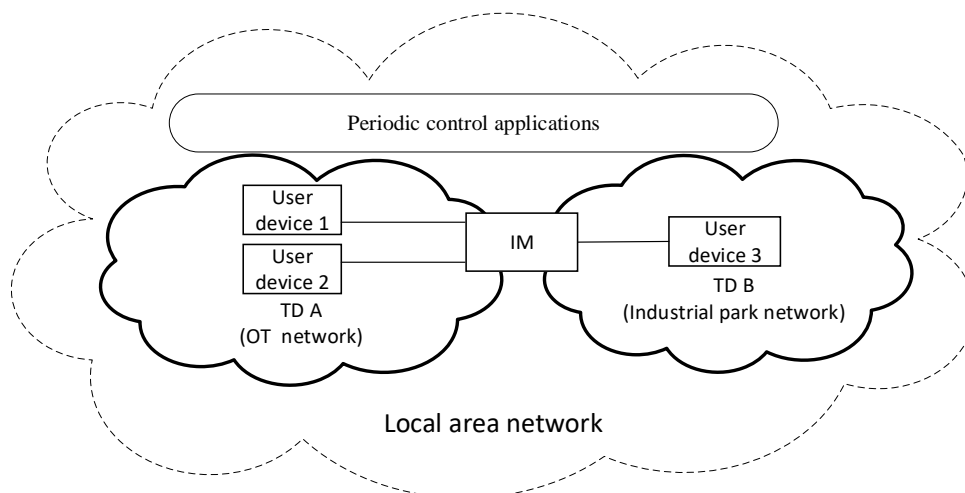 Periodic control applications
User
device 1
User
device 2
TD A
(OT network)
IM
User
device 3
TD B
(Industrial park network)
Local area network